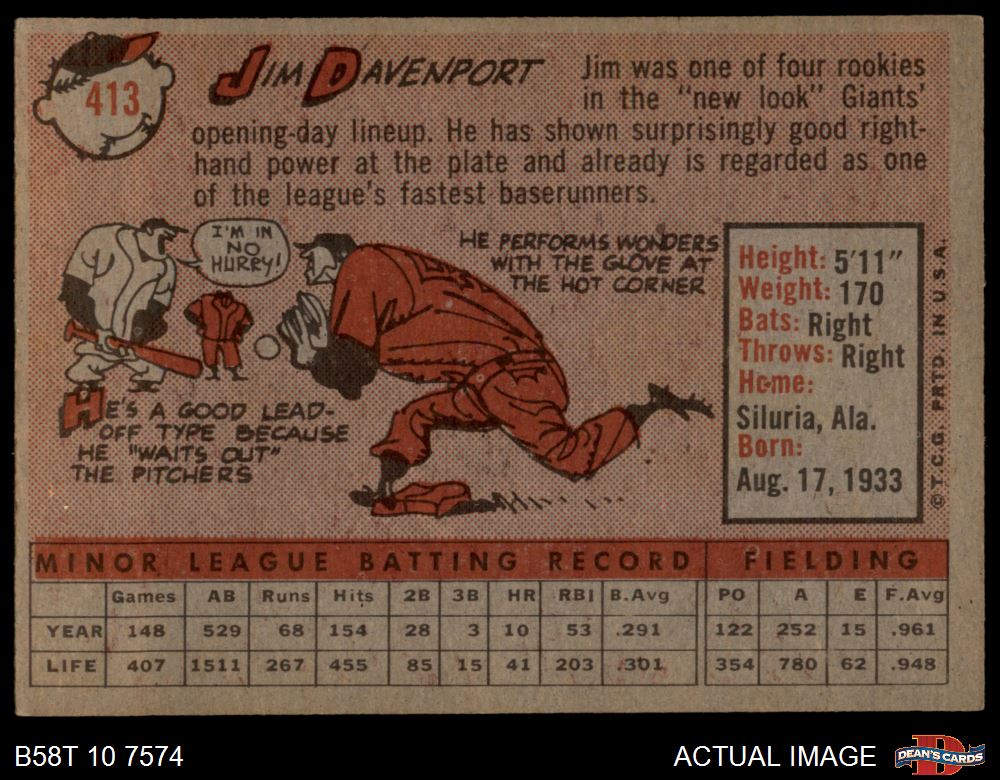 413
JIM DAVENPORT
Jim was one of four rookies
in the "new look" Giants'
opening-day lineup. He has shown surprisingly good right-
hand power at the plate and already is regarded as one
of the league's fastest baserunners.
I'M IN
NO
HURRY!
HE PERFORMS WONDERS
WITH THE GLOVE AT
THE HOT CORNER
HE'S A GOOD LEAD-
OFF TYPE BECAUSE
HE "WAITS OUT"
THE PITCHERS
Height: 5'11"
Weight: 170
Bats: Right
Throws: Right
Home:
Siluria, Ala.
Born:
Aug. 17, 1933
© T.C.G. PRTD. IN U.S.A.
MINOR LEAGUE BATTING RECORD FIELDING
Games AB Runs Hits 2B 3B HR RBI B.Avg PO A E F.Avg
YEAR 148 529 68 154 28 3 10 53 .291 122 252 15 .961
LIFE 407 1511 267 455 85 15 41 203 .301 354 780 62 .948
B58T 10 7574
ACTUAL IMAGE
DEAN'S CARDS